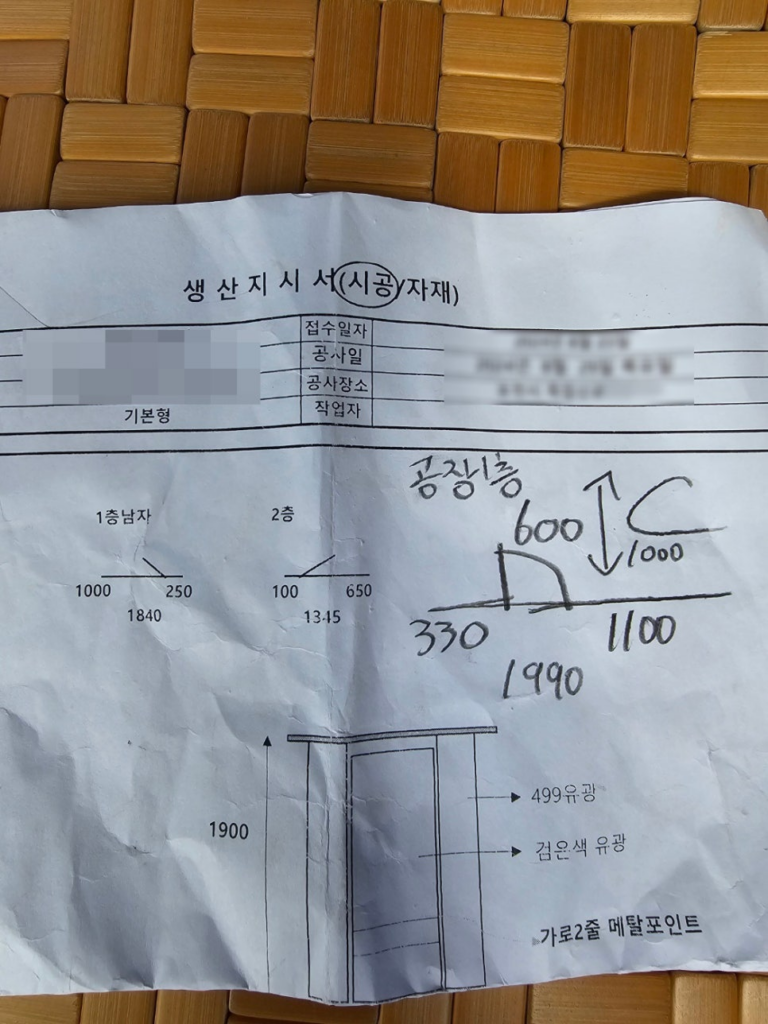 생산지시서(시공/자재)
접수일자
공사일
공사장소
기본형
작업자
공장1층
1층남자
2층
600
1000
1000 250
1840
100 650
1345
330
1100
1990
1900
499유광
검은색 유광
가로2줄 메탈포인트